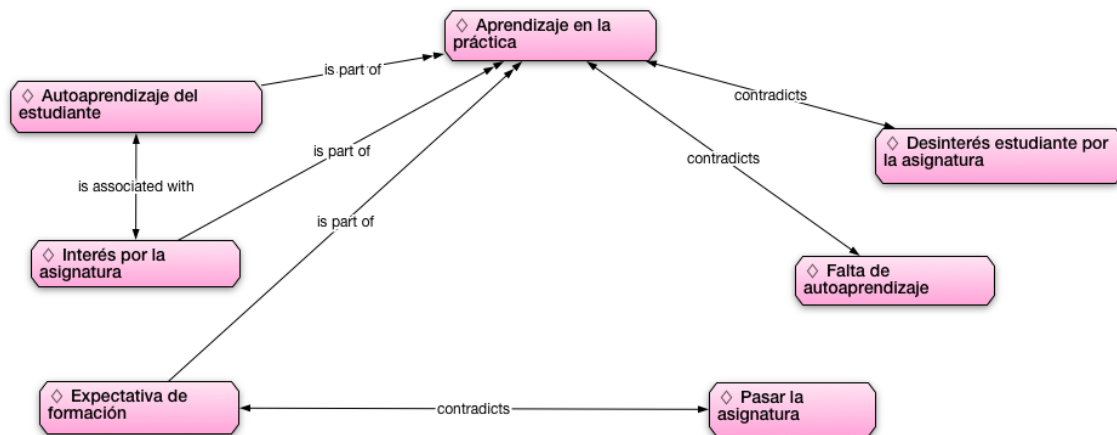 ◇ Aprendizaje en la
práctica
is part of
◇ Autoaprendizaje del
estudiante
contradicts
◇ Desinterés estudiante por
la asignatura
is part of
contradicts
is associated with
is part of
◇ Interés por la
asignatura
◇ Falta de
autoaprendizaje
◇ Expectativa de
formación
contradicts
◇ Pasar la
asignatura